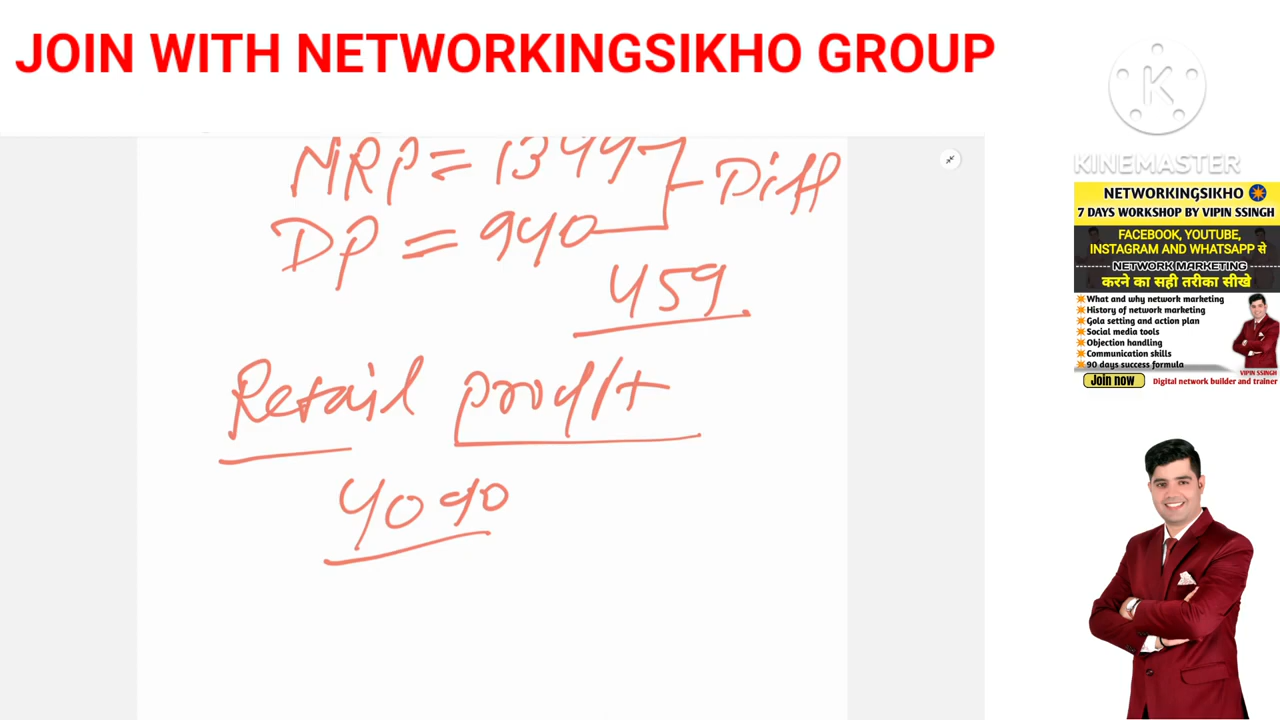 JOIN WITH NETWORKINGSIKHO GROUP
MRP = 1344
Diff
DP = 940
459
Retail profit
40%
KINEMASTER
NETWORKINGSIKHO
7 DAYS WORKSHOP BY VIPIN SSINGH
FACEBOOK, YOUTUBE,
INSTAGRAM AND WHATSAPP से
NETWORK MARKETING
करने का सही तरीका सीखे
What and why network marketing
History of network marketing
Gola setting and action plan
Social media tools
Objection handling
Communication skills
90 days success formula
VIPIN SSINGH
Join now
Digital network builder and trainer